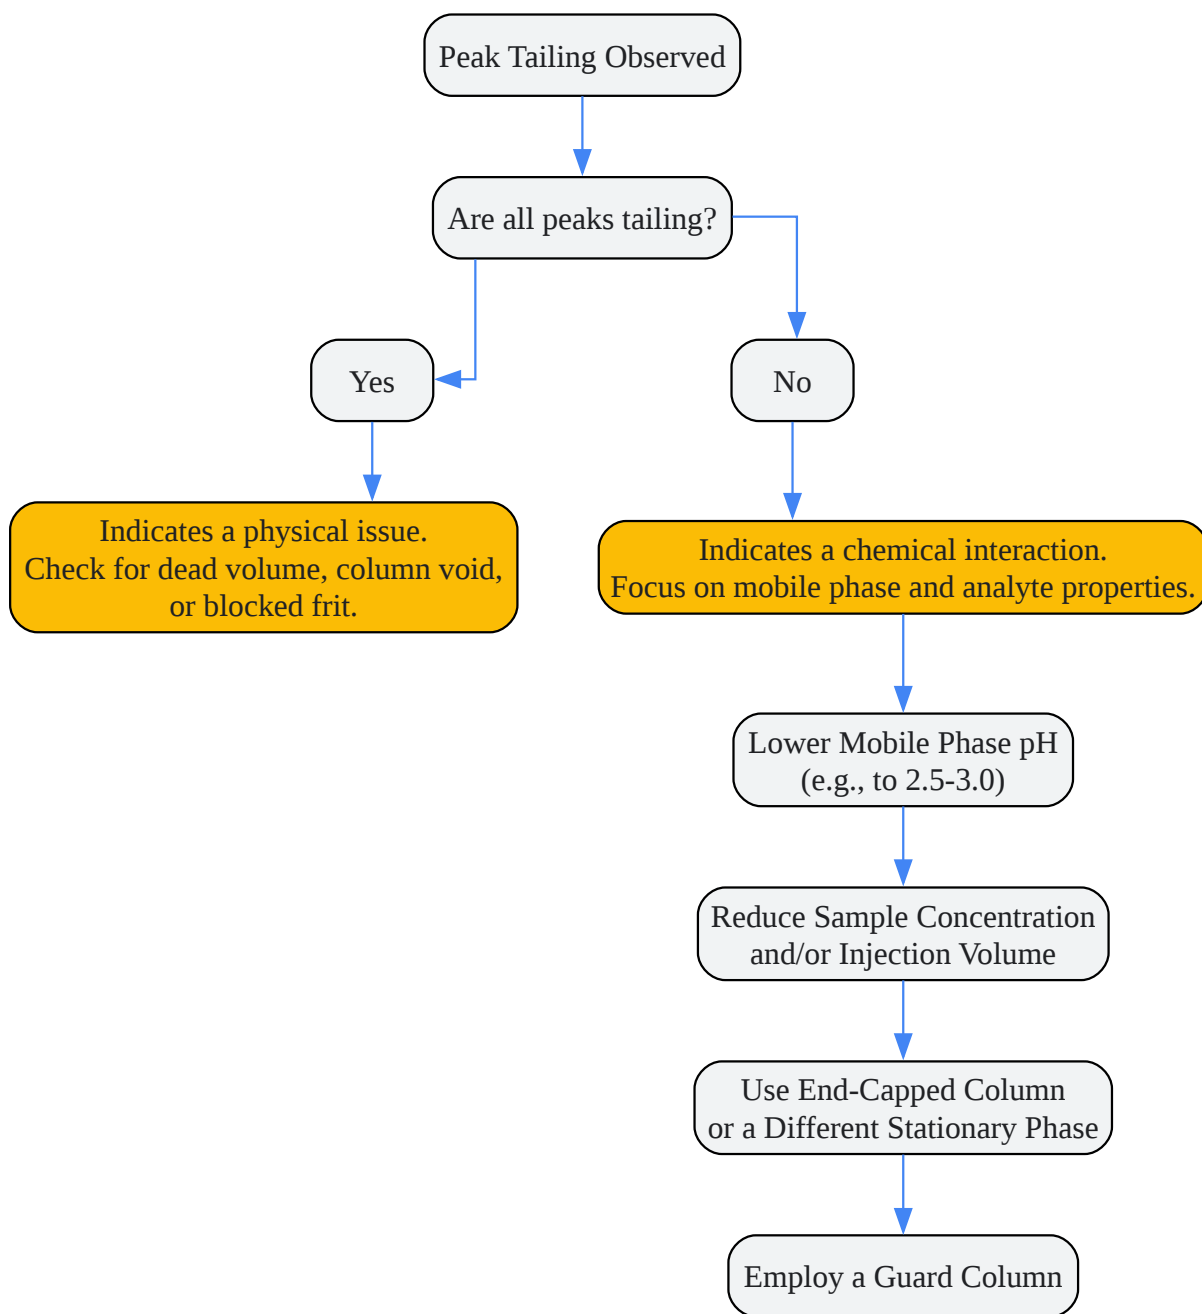 Peak Tailing Observed
Are all peaks tailing?
Yes
No
Indicates a physical issue.
Check for dead volume, column void,
or blocked frit.
Indicates a chemical interaction.
Focus on mobile phase and analyte properties.
Lower Mobile Phase pH
(e.g., to 2.5-3.0)
Reduce Sample Concentration
and/or Injection Volume
Use End-Capped Column
or a Different Stationary Phase
Employ a Guard Column